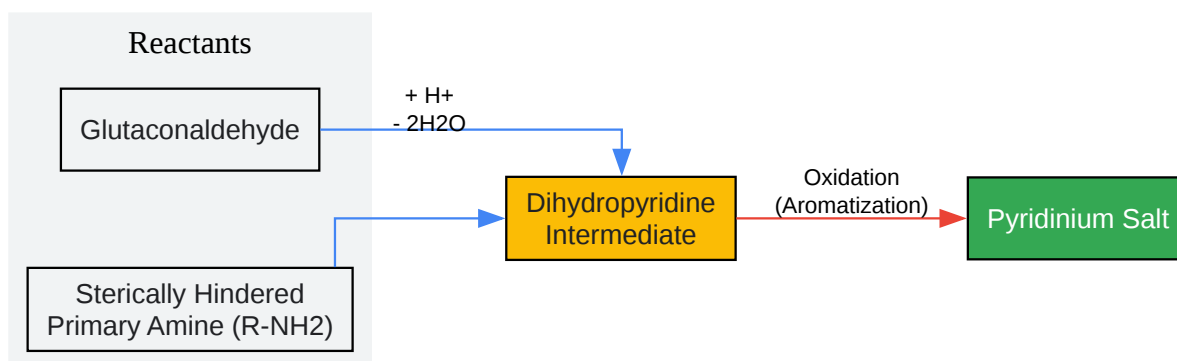 Reactants
Glutaconaldehyde
+ H+
- 2H2O
Sterically Hindered
Primary Amine (R-NH2)
Dihydropyridine
Intermediate
Oxidation
(Aromatization)
Pyridinium Salt